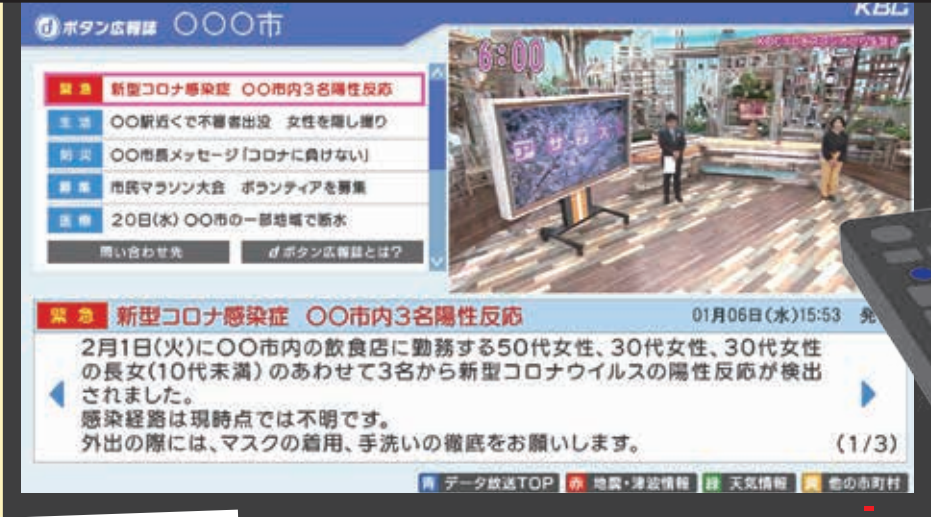 dボタン広報誌 〇〇〇市
KBC
6:00
緊急 新型コロナ感染症 〇〇市内3名陽性反応
生活 〇〇駅近くで不審者出没 女性を隠し撮り
防災 〇〇市長メッセージ「コロナに負けない」
募集 市民マラソン大会 ボランティアを募集
医療 20日(水) 〇〇市の一部地域で断水
問い合わせ先
dボタン広報誌とは?
アサデス
緊急 新型コロナ感染症 〇〇市内3名陽性反応
01月06日(水)15:53 発
2月1日(火)に〇〇市内の飲食店に勤務する50代女性、30代女性、30代女性
の長女(10代未満)のあわせて3名から新型コロナウイルスの陽性反応が検出
されました。
感染経路は現時点では不明です。
外出の際には、マスクの着用、手洗いの徹底をお願いします。
(1/3)
青 データ放送TOP 赤 地震・津波情報 緑 天気情報 黄 他の市町村